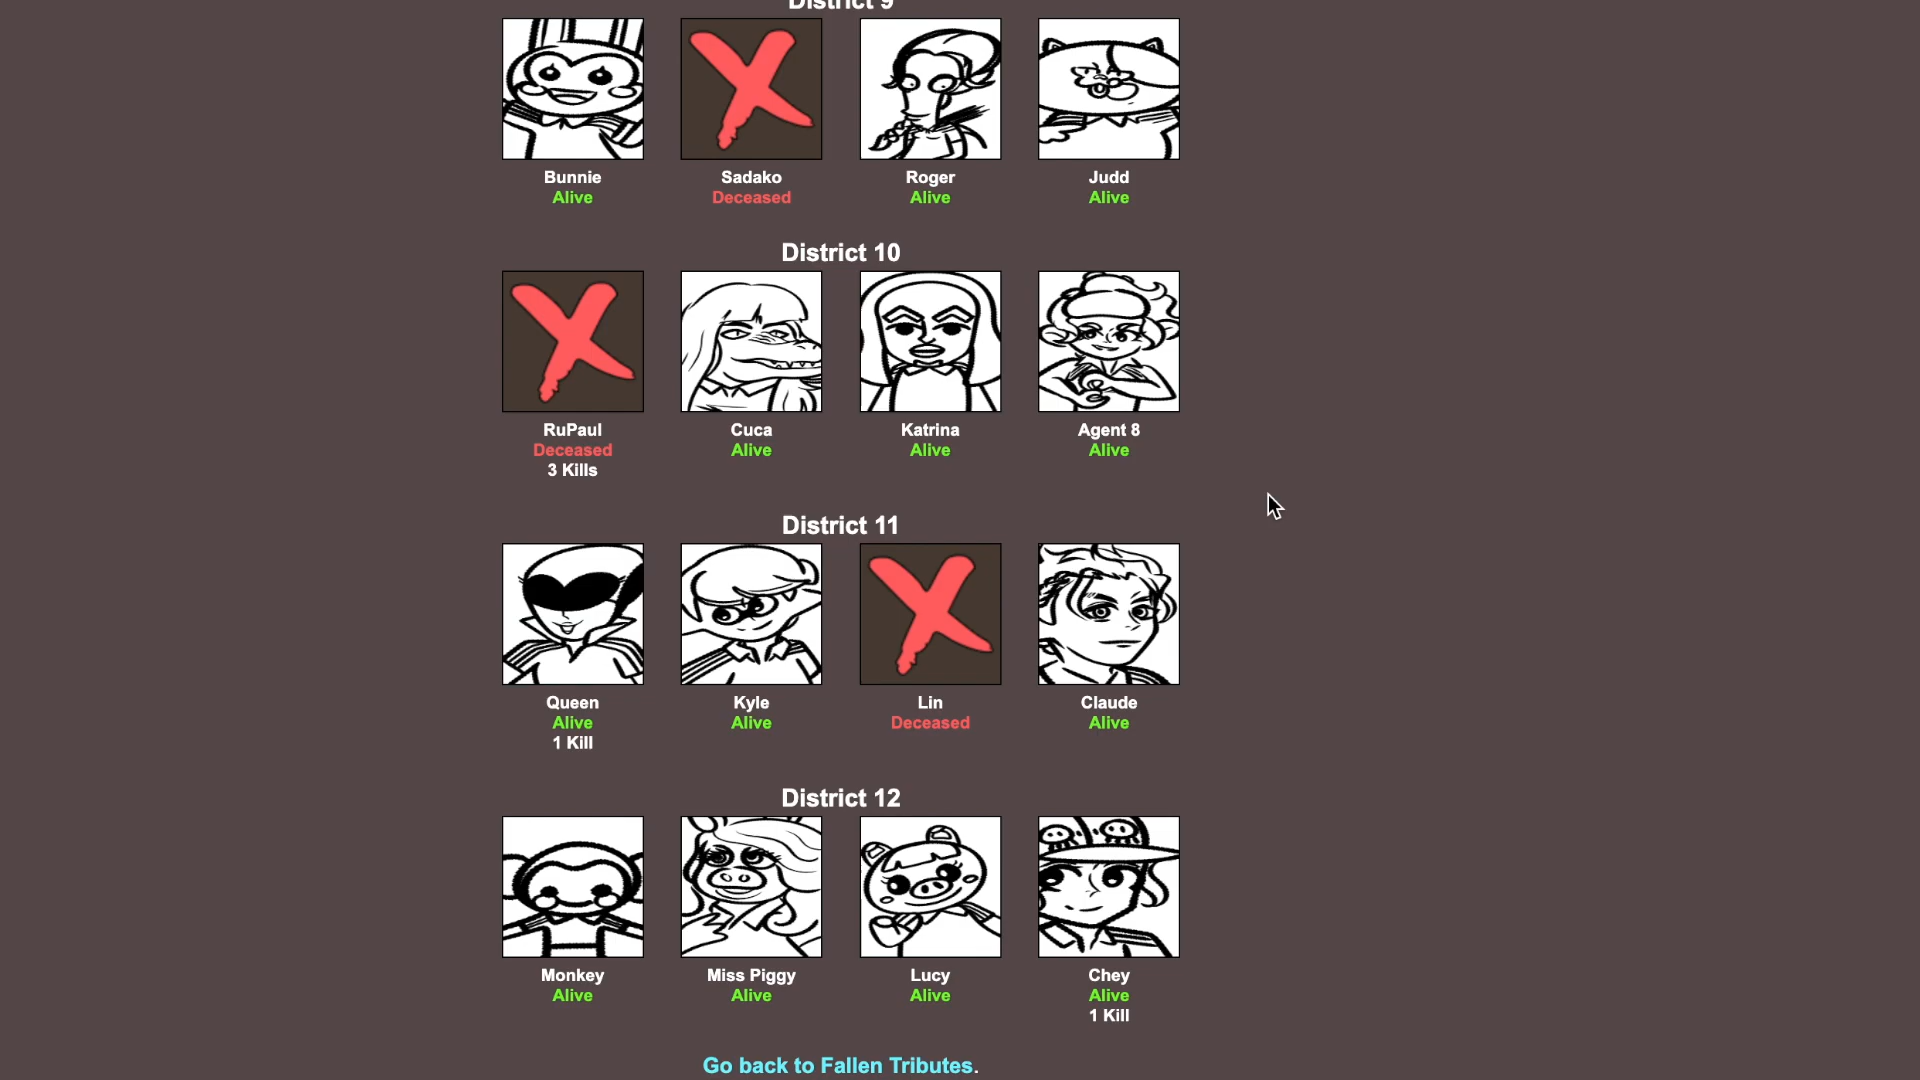 District 9
Bunnie Sadako Roger Judd
Alive Deceased Alive Alive
District 10
RuPaul Cuca Katrina Agent 8
Deceased Alive Alive Alive
3 Kills
District 11
Queen Kyle Lin Claude
Alive Alive Deceased Alive
1 Kill
District 12
Monkey Miss Piggy Lucy Chey
Alive Alive Alive Alive
1 Kill
Go back to Fallen Tributes.